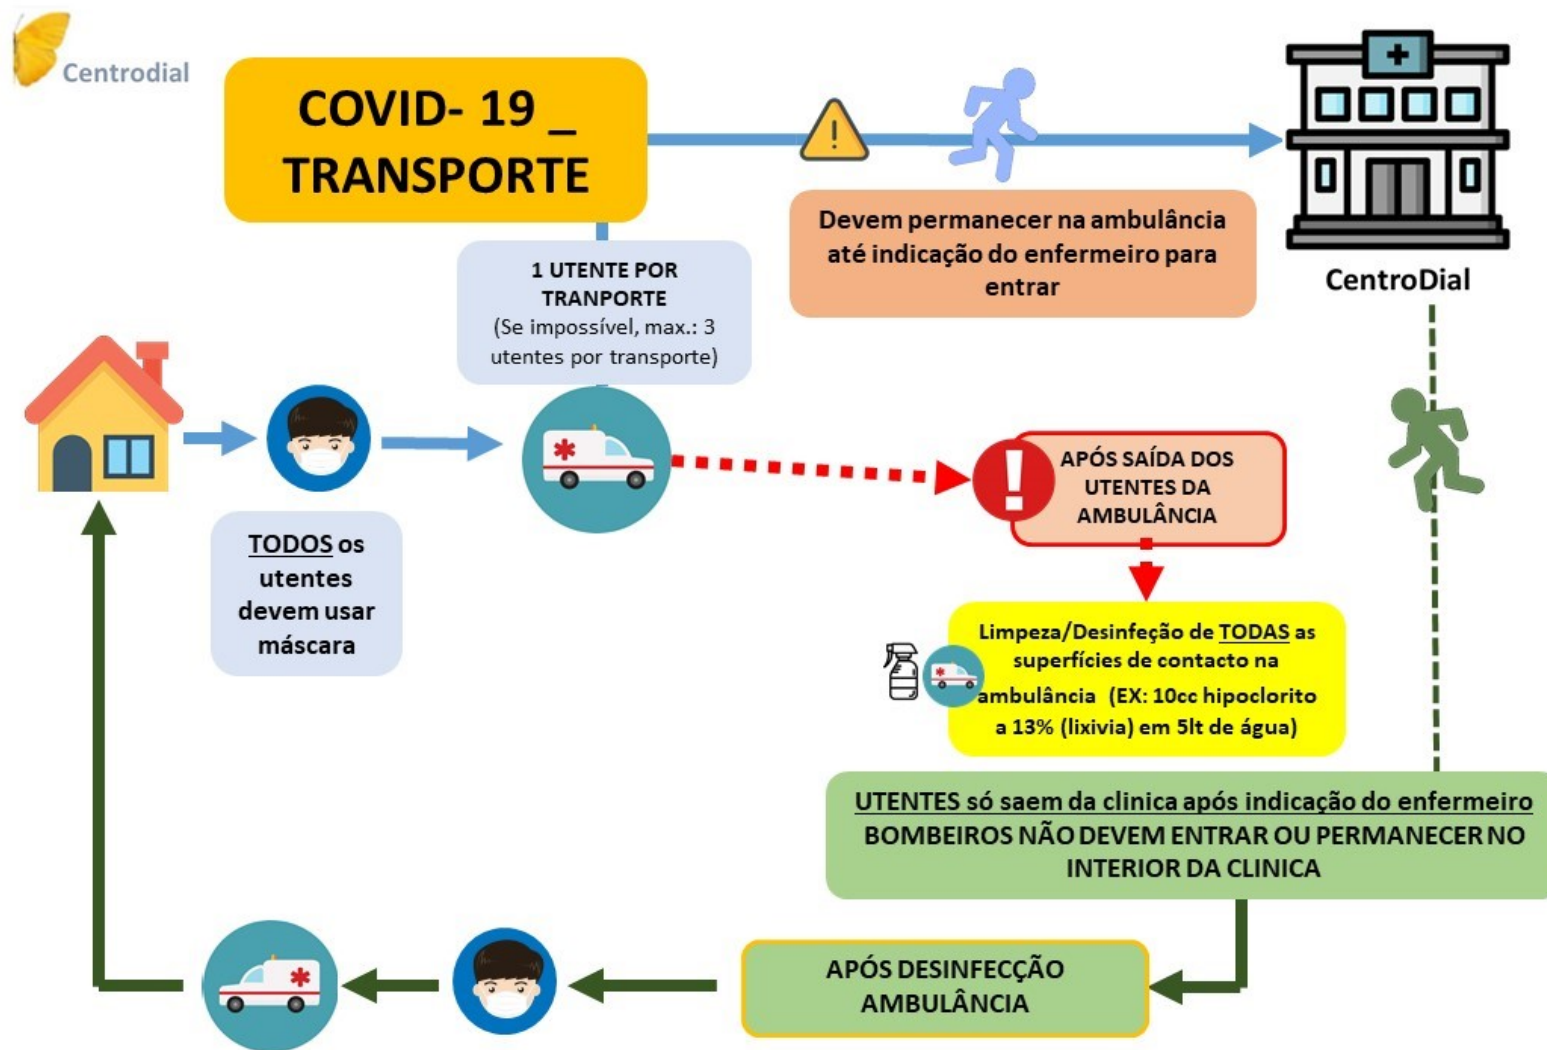 Centrodial
COVID- 19 _
TRANSPORTE
Devem permanecer na ambulância
até indicação do enfermeiro para
entrar
CentroDial
1 UTENTE POR
TRANPORTE
(Se impossível, max.: 3
utentes por transporte)
TODOS os
utentes
devem usar
máscara
APÓS SAÍDA DOS
UTENTES DA
AMBULÂNCIA
Limpeza/Desinfeção de TODAS as
superfícies de contacto na
ambulância (EX: 10cc hipoclorito
a 13% (lixivia) em 5lt de água)
UTENTES só saem da clinica após indicação do enfermeiro
BOMBEIROS NÃO DEVEM ENTRAR OU PERMANECER NO
INTERIOR DA CLINICA
APÓS DESINFECÇÃO
AMBULÂNCIA